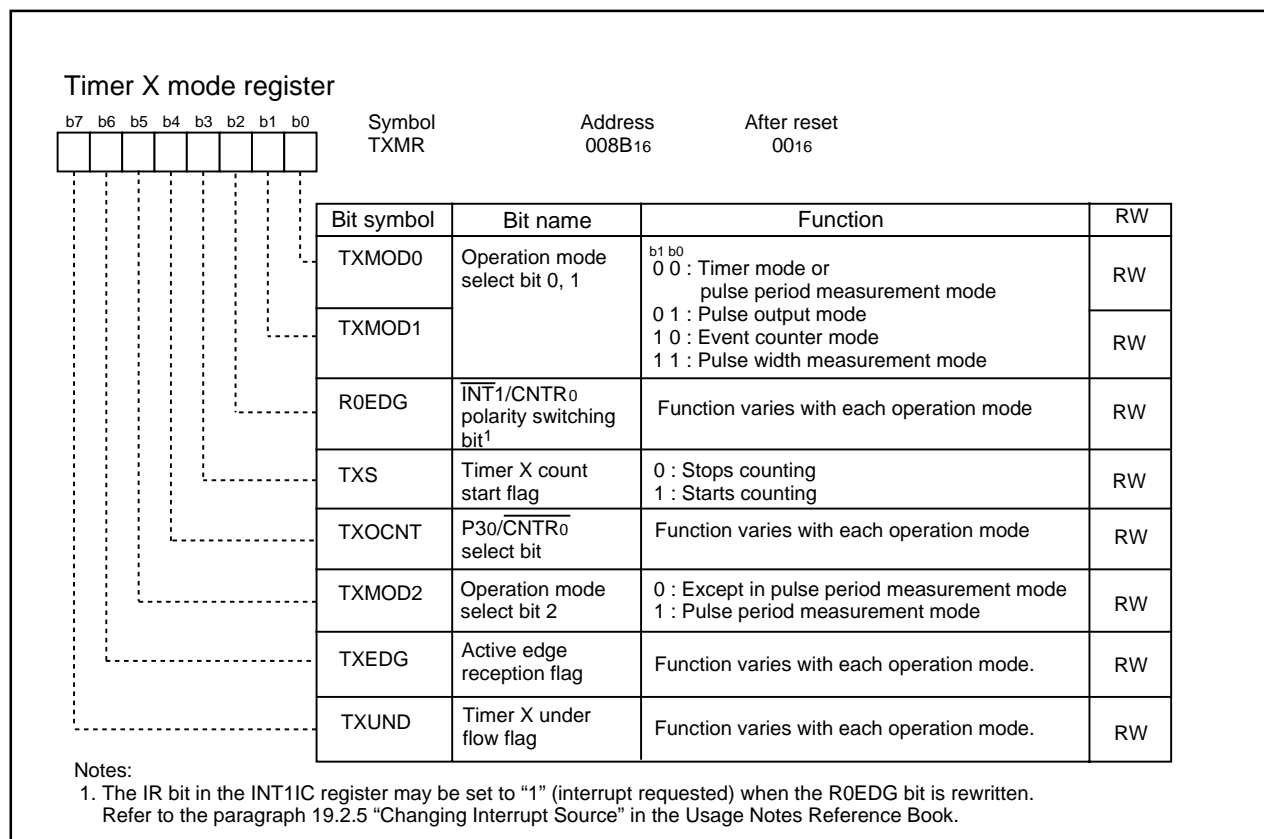 Timer X mode register
b7 b6 b5 b4 b3 b2 b1 b0
Symbol Address After reset
TXMR 008B16 0016
Bit symbol Bit name Function RW
TXMOD0 Operation mode select bit 0, 1 b1 b0
0 0 : Timer mode or
pulse period measurement mode RW
0 1 : Pulse output mode
TXMOD1 1 0 : Event counter mode RW
1 1 : Pulse width measurement mode
R0EDG INT1/CNTR0
polarity switching
bit1 Function varies with each operation mode RW
TXS Timer X count
start flag 0 : Stops counting
1 : Starts counting RW
TXOCNT P30/CNTR0
select bit Function varies with each operation mode RW
TXMOD2 Operation mode
select bit 2 0 : Except in pulse period measurement mode
1 : Pulse period measurement mode RW
TXEDG Active edge
reception flag Function varies with each operation mode. RW
TXUND Timer X under
flow flag Function varies with each operation mode. RW
Notes:
1. The IR bit in the INT1IC register may be set to “1” (interrupt requested) when the R0EDG bit is rewritten.
Refer to the paragraph 19.2.5 “Changing Interrupt Source” in the Usage Notes Reference Book.